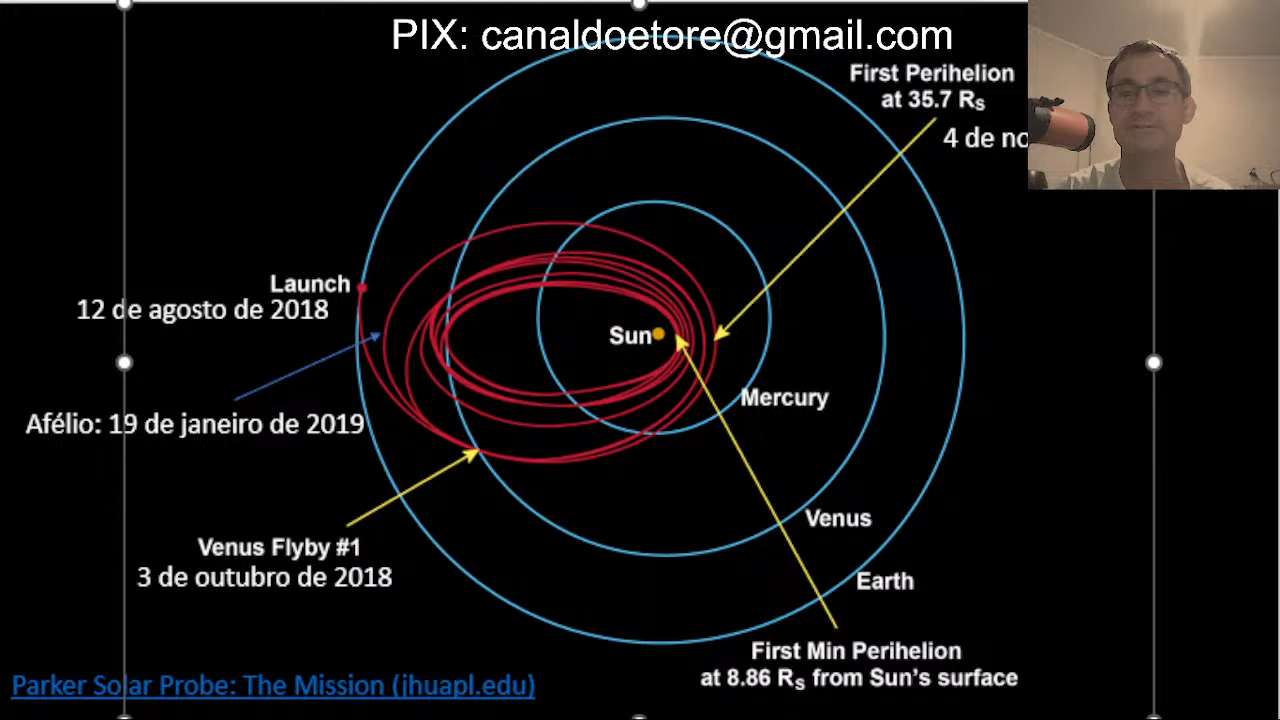 PIX: canaldoetore@gmail.com
First Perihelion
at 35.7 RS
4 de no
Launch
12 de agosto de 2018
Sun
Mercury
Afélio: 19 de janeiro de 2019
Venus
Venus Flyby #1
3 de outubro de 2018
Earth
First Min Perihelion
at 8.86 RS from Sun's surface
Parker Solar Probe: The Mission (jhuapl.edu)